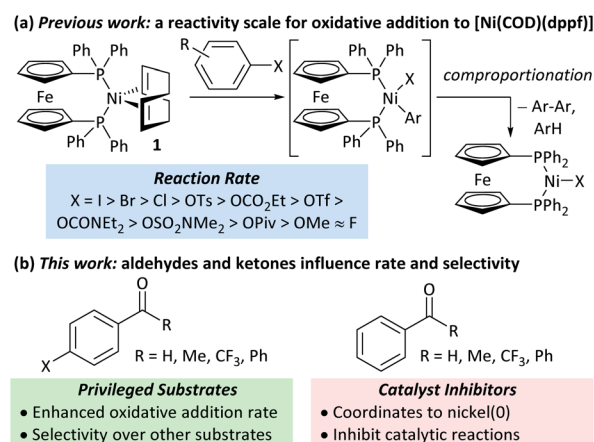 (a) Previous work: a reactivity scale for oxidative addition to [Ni(COD)(dppf)]
Ph Ph
P
Fe
Ni
P
Ph Ph
1
R
X
Ph Ph
P
X
Fe
Ni
Ar
P
Ph Ph
comproportionation
– Ar-Ar,
ArH
PPh2
Fe
Ni–X
PPh2
Reaction Rate
X = I > Br > Cl > OTs > OCO2Et > OTf >
OCONEt2 > OSO2NMe2 > OPiv > OMe ≈ F
(b) This work: aldehydes and ketones influence rate and selectivity
O
R
X
R = H, Me, CF3, Ph
O
R
R = H, Me, CF3, Ph
Privileged Substrates
• Enhanced oxidative addition rate
• Selectivity over other substrates
Catalyst Inhibitors
• Coordinates to nickel(0)
• Inhibit catalytic reactions